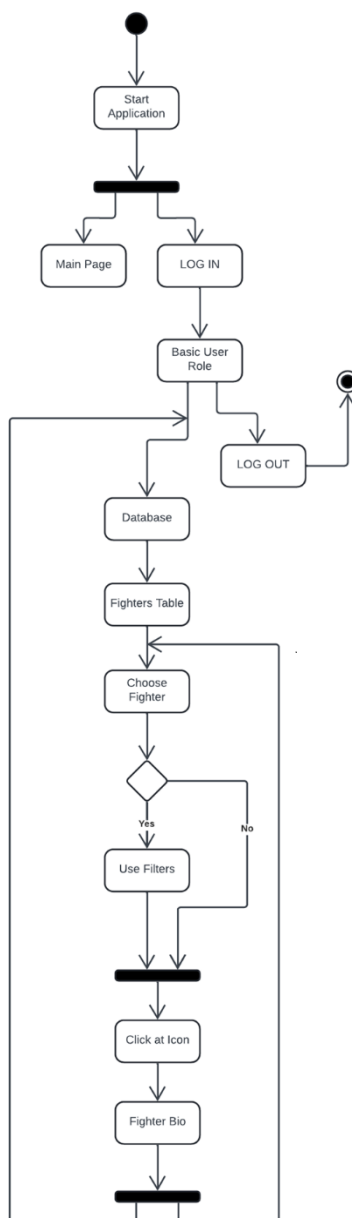 Start
Application
Main Page
LOG IN
Basic User
Role
LOG OUT
Database
Fighters Table
Choose
Fighter
Yes
No
Use Filters
Click at Icon
Fighter Bio